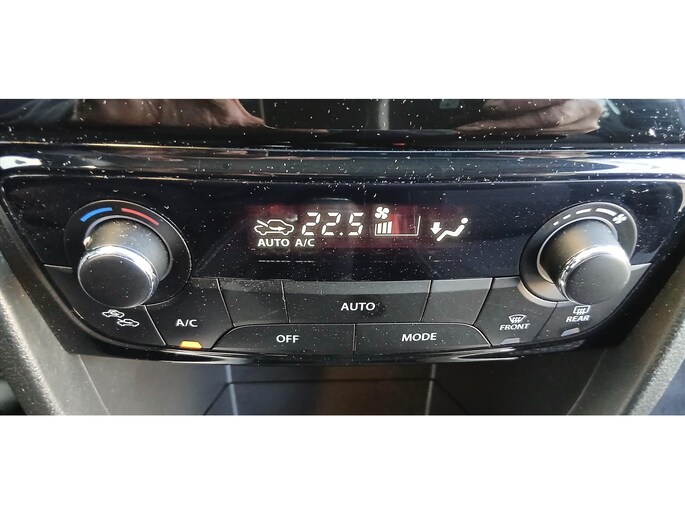 22.5
AUTO A/C
AUTO
A/C
OFF
MODE
FRONT
REAR